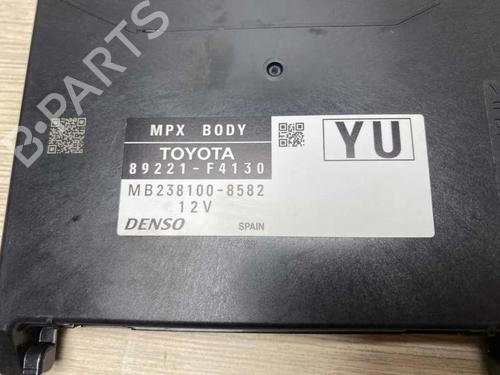 B-PARTS
MPX BODY
TOYOTA
89221-F4130
MB238100-8582
12V
DENSO
SPAIN
YU